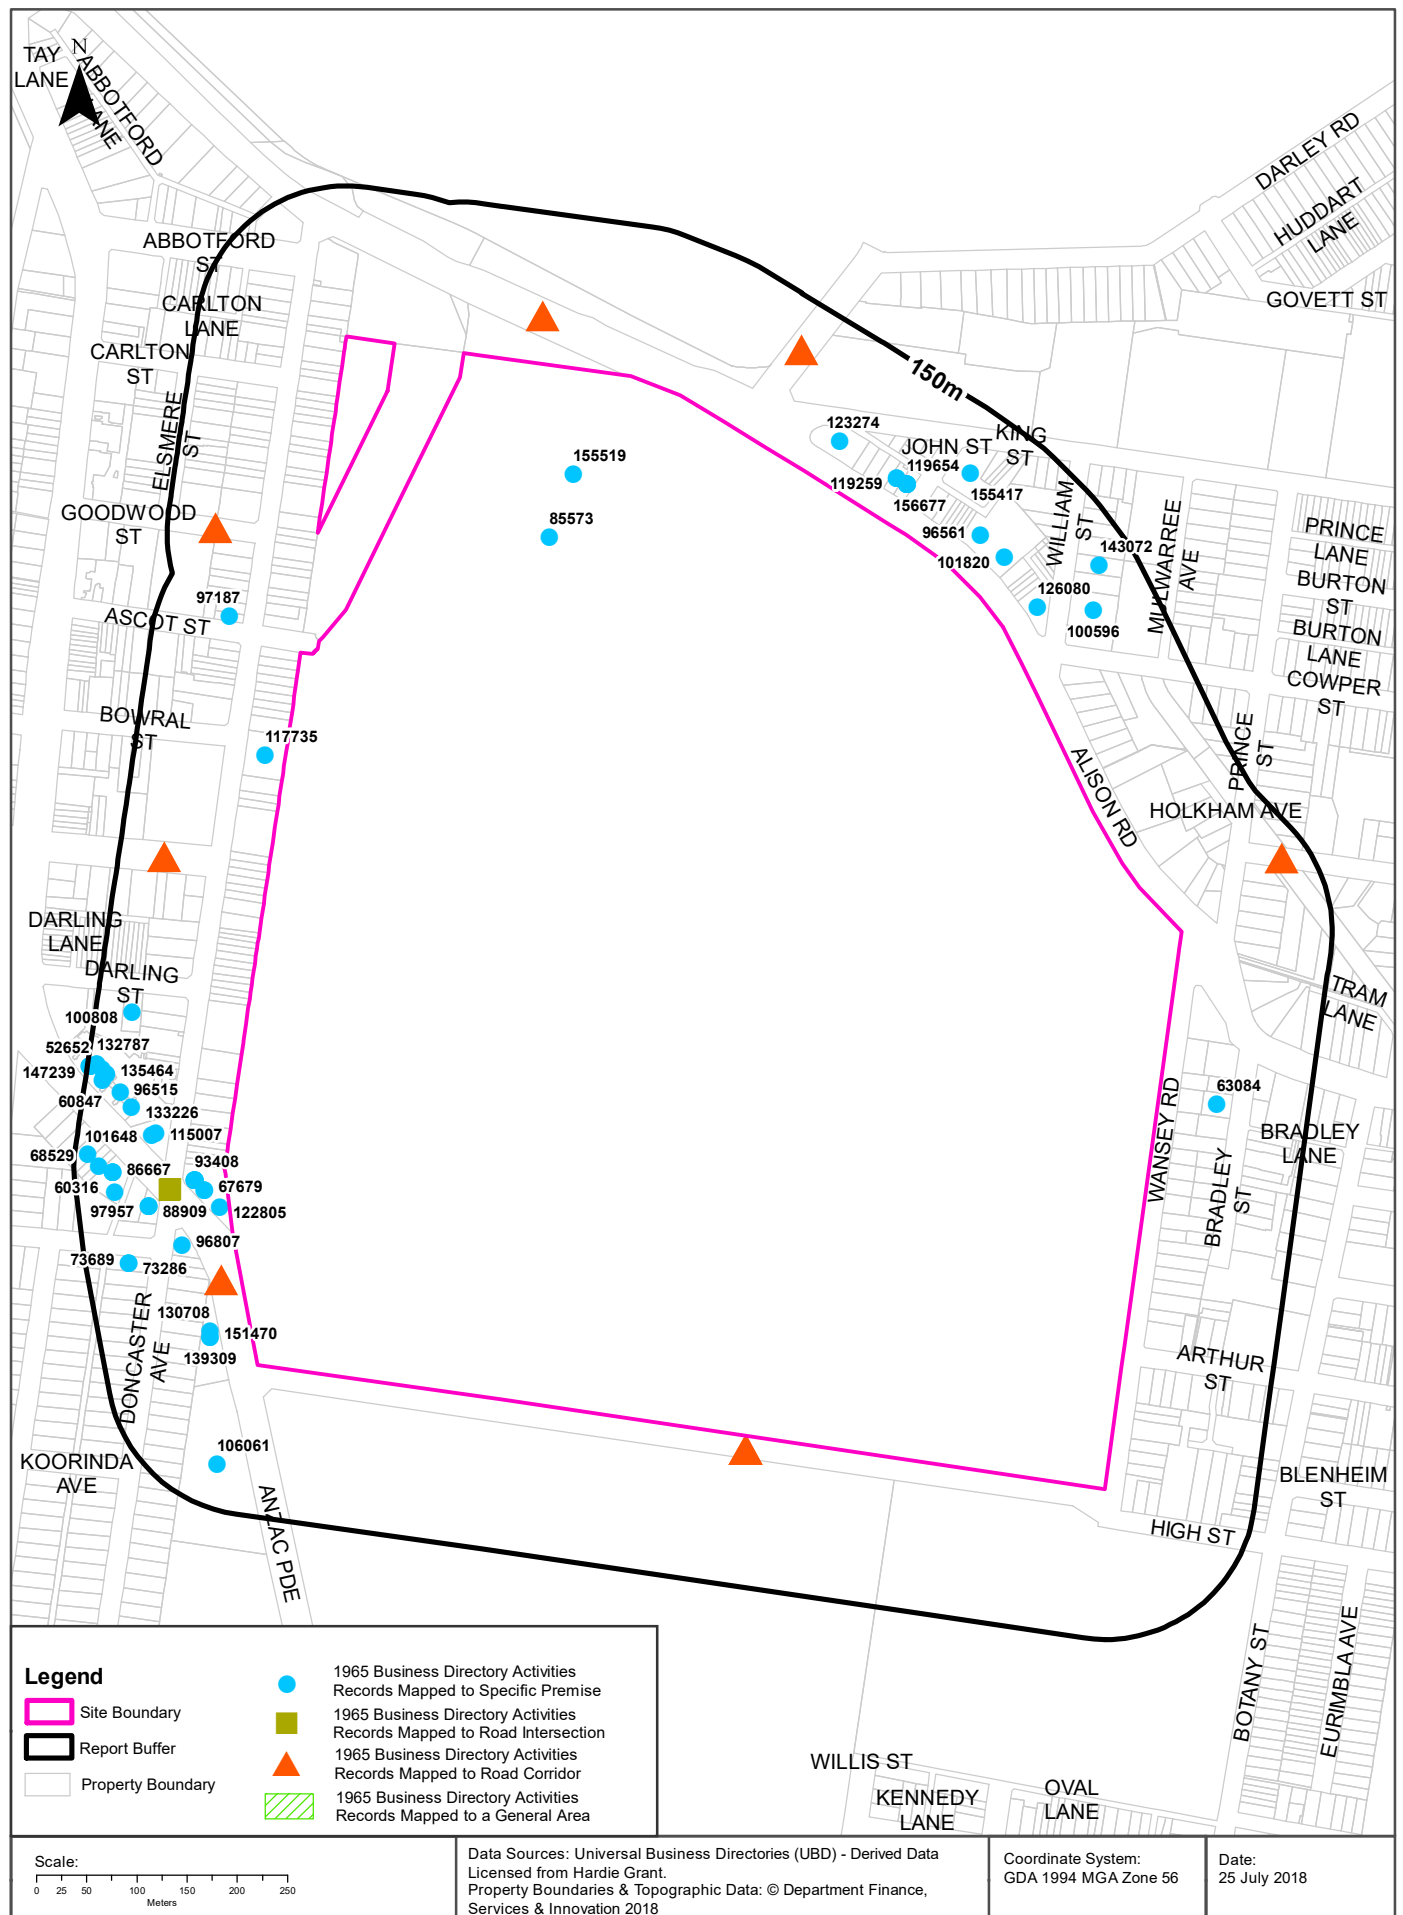 N
TAY
LANE
ABBOTFORD
LANE
DARLEY RD
HUDDART
LANE
GOVETT ST
ABBOTFORD
ST
CARLTON
LANE
CARLTON
ST
ELSMERE
ST
GOODWOOD
ST
97187
ASCOT ST
BOWRAL
ST
117735
155519
85573
150m
123274
JOHN ST
KING
ST
119654
119259
156677
155417
96561
101820
WILLIAM
ST
143072
126080
100596
MULWARREE
AVE
PRINCE
LANE
BURTON
ST
BURTON
LANE
COWPER
ST
PRINCE
ST
ALISON RD
HOLKHAM AVE
TRAM
LANE
DARLING
LANE
DARLING
ST
100808
52652
132787
147239
135464
96515
60847
133226
101648
115007
68529
93408
86667
67679
60316
97957
88909
122805
96807
73689
73286
130708
151470
139309
DONCASTER
AVE
106061
KOORINDA
AVE
ANZAC PDE
63084
WANSEY RD
BRADLEY
LANE
BRADLEY
ST
ARTHUR
ST
BLENHEIM
ST
HIGH ST
BOTANY ST
EURIMBLA AVE
WILLIS ST
KENNEDY
LANE
OVAL
LANE
Legend
Site Boundary
Report Buffer
Property Boundary
1965 Business Directory Activities
Records Mapped to Specific Premise
1965 Business Directory Activities
Records Mapped to Road Intersection
1965 Business Directory Activities
Records Mapped to Road Corridor
1965 Business Directory Activities
Records Mapped to a General Area
Scale:
0 25 50 100 150 200 250
Meters
Data Sources: Universal Business Directories (UBD) - Derived Data
Licensed from Hardie Grant.
Property Boundaries & Topographic Data: © Department Finance,
Services & Innovation 2018
Coordinate System:
GDA 1994 MGA Zone 56
Date:
25 July 2018